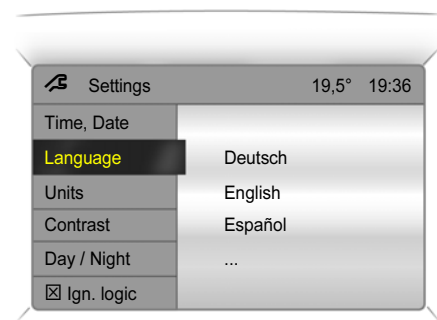 Settings 19,5° 19:36
Time, Date
Language Deutsch
Units English
Contrast Español
Day / Night ...
☒ Ign. logic